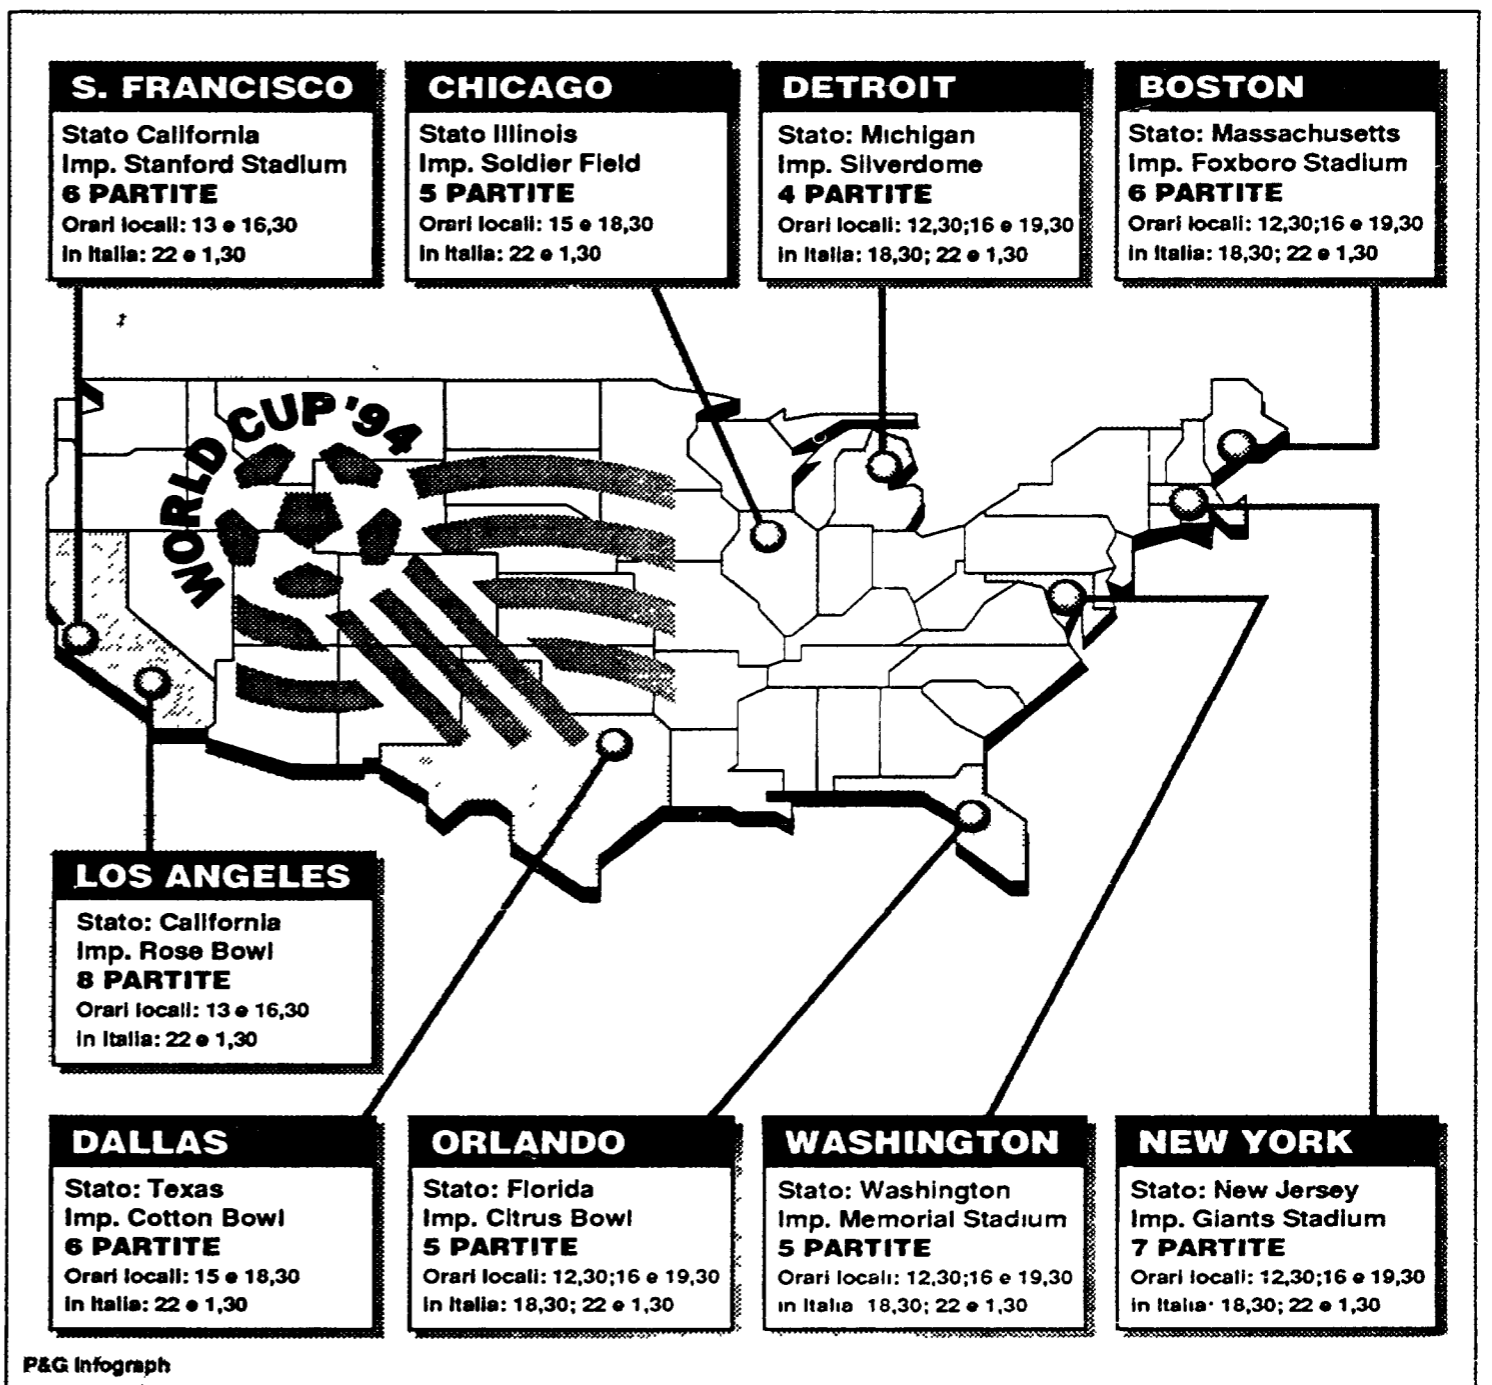 S. FRANCISCO
Stato California
Imp. Stanford Stadium
6 PARTITE
Orari locali: 13 e 16,30
in Italia: 22 e 1,30
CHICAGO
Stato Illinois
Imp. Soldier Field
5 PARTITE
Orari locali: 15 e 18,30
in Italia: 22 e 1,30
DETROIT
Stato: Michigan
Imp. Silverdome
4 PARTITE
Orari locali: 12,30;16 e 19,30
in Italia: 18,30; 22 e 1,30
BOSTON
Stato: Massachusetts
Imp. Foxboro Stadium
6 PARTITE
Orari locali: 12,30;16 e 19,30
in Italia: 18,30; 22 e 1,30
WORLD CUP '94
LOS ANGELES
Stato: California
Imp. Rose Bowl
8 PARTITE
Orari locali: 13 e 16,30
in Italia: 22 e 1,30
DALLAS
Stato: Texas
Imp. Cotton Bowl
6 PARTITE
Orari locali: 15 e 18,30
in Italia: 22 e 1,30
ORLANDO
Stato: Florida
Imp. Citrus Bowl
5 PARTITE
Orari locali: 12,30;16 e 19,30
in Italia: 18,30; 22 e 1,30
WASHINGTON
Stato: Washington
Imp. Memorial Stadium
5 PARTITE
Orari locali: 12,30;16 e 19,30
in Italia 18,30; 22 e 1,30
NEW YORK
Stato: New Jersey
Imp. Giants Stadium
7 PARTITE
Orari locali: 12,30;16 e 19,30
in Italia: 18,30; 22 e 1,30
P&G Infograph